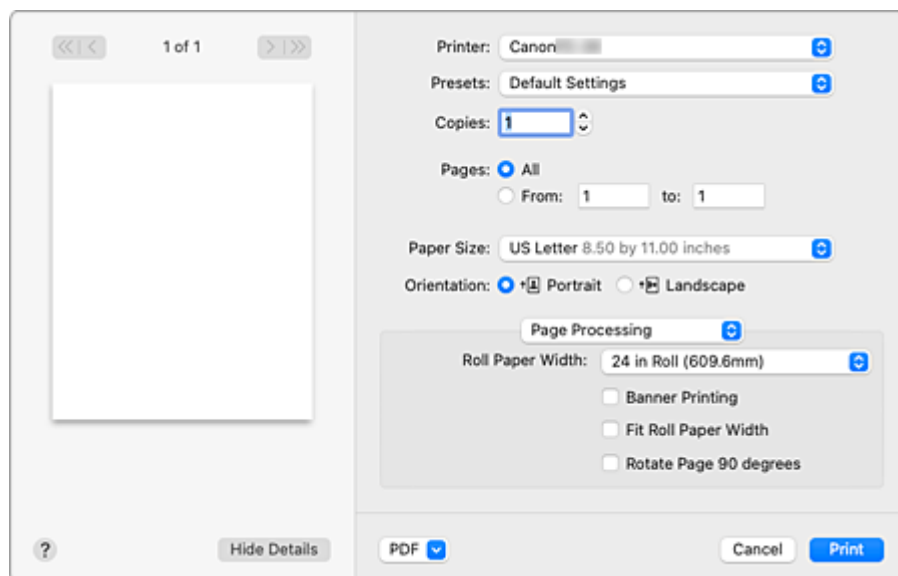 1 of 1
Printer: Canon
Presets: Default Settings
Copies: 1
Pages: All
From: 1 to: 1
Paper Size: US Letter 8.50 by 11.00 inches
Orientation: Portrait Landscape
Page Processing
Roll Paper Width: 24 in Roll (609.6mm)
Banner Printing
Fit Roll Paper Width
Rotate Page 90 degrees
? Hide Details PDF Cancel Print